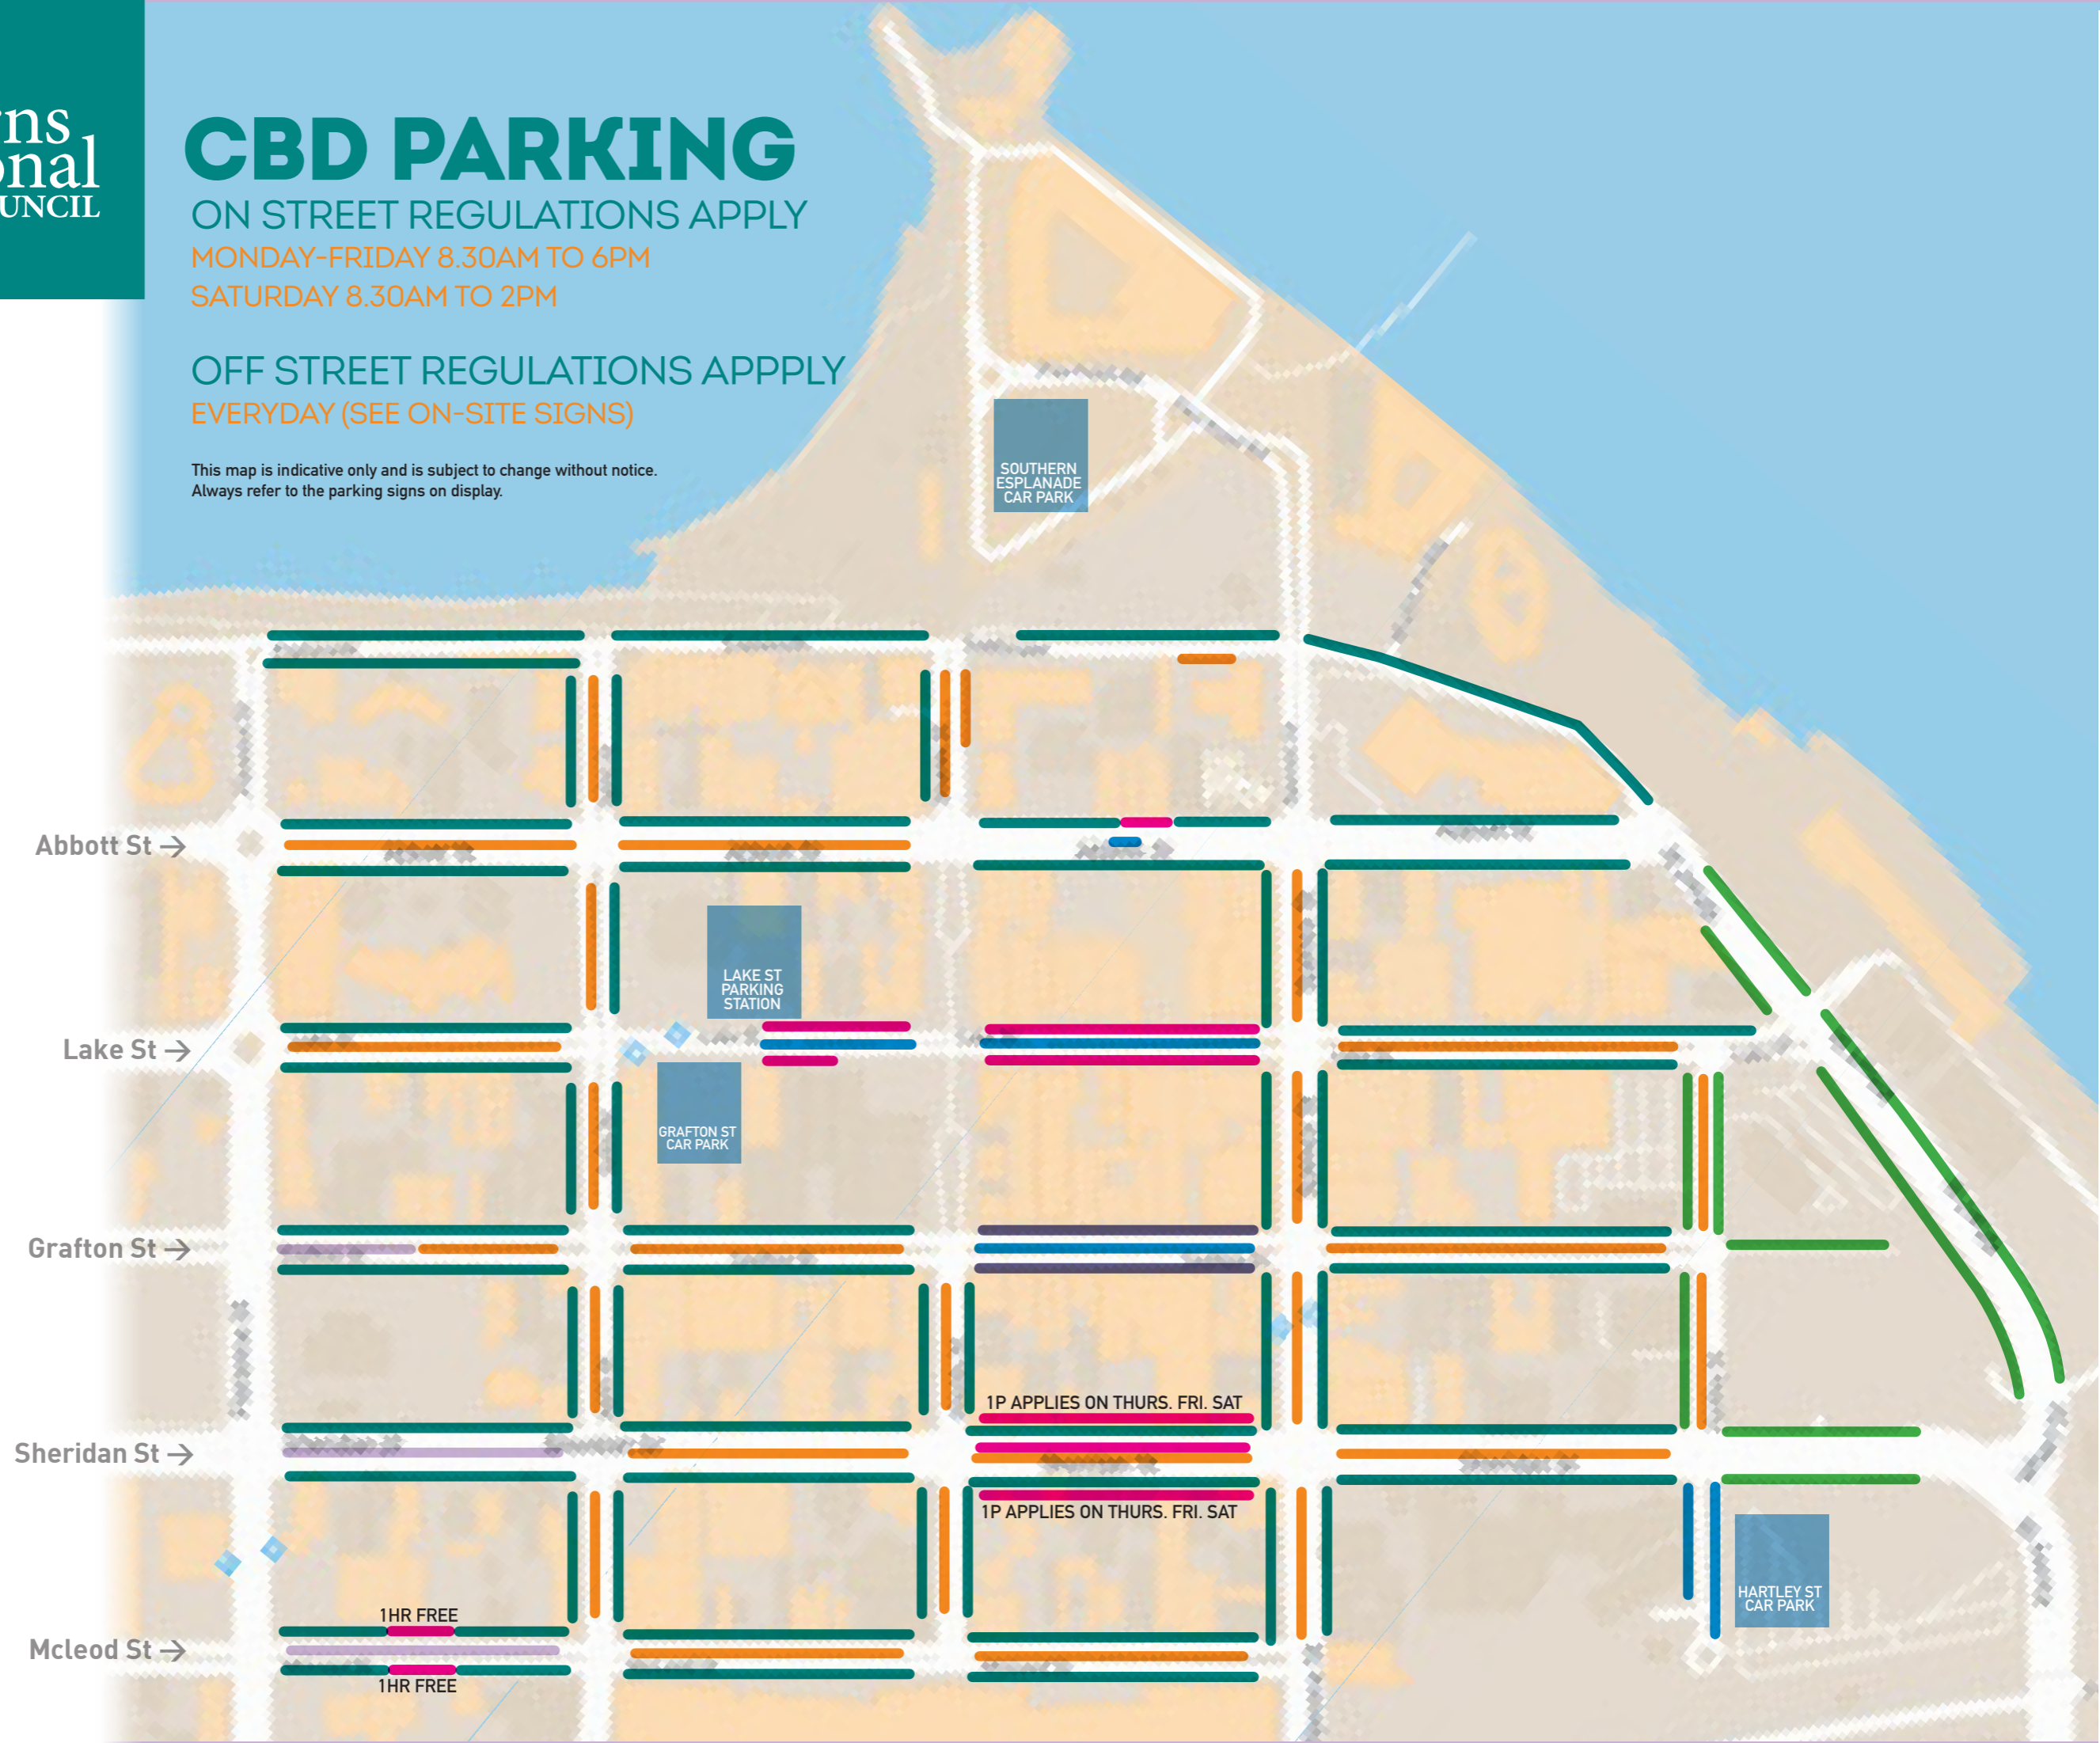 ns
onal
UNCIL
CBD PARKING
ON STREET REGULATIONS APPLY
MONDAY-FRIDAY 8.30AM TO 6PM
SATURDAY 8.30AM TO 2PM
OFF STREET REGULATIONS APPPLY
EVERYDAY (SEE ON-SITE SIGNS)
This map is indicative only and is subject to change without notice.
Always refer to the parking signs on display.
SOUTHERN
ESPLANADE
CAR PARK
Abbott St →
LAKE ST
PARKING
STATION
Lake St →
GRAFTON ST
CAR PARK
Grafton St →
1P APPLIES ON THURS. FRI. SAT
Sheridan St →
1P APPLIES ON THURS. FRI. SAT
HARTLEY ST
CAR PARK
1HR FREE
Mcleod St →
1HR FREE